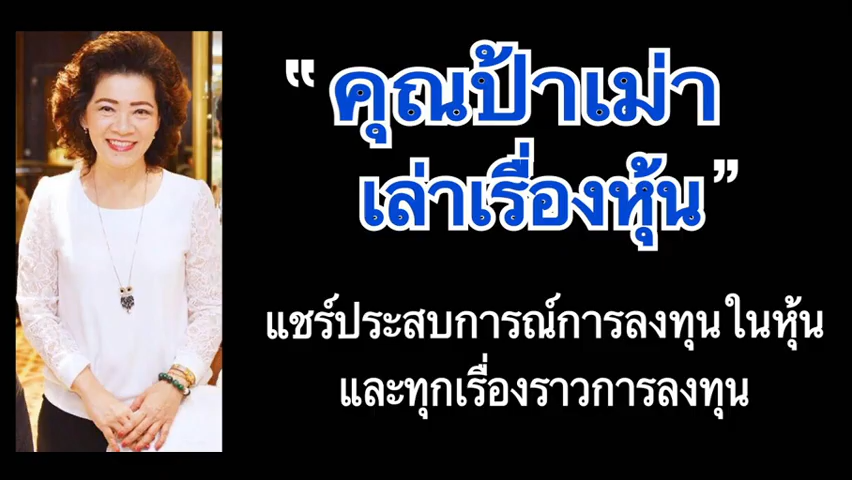 “คุณป้าเม่า
เล่าเรื่องหุ้น”
แชร์ประสบการณ์การลงทุนในหุ้น
และทุกเรื่องราวการลงทุน